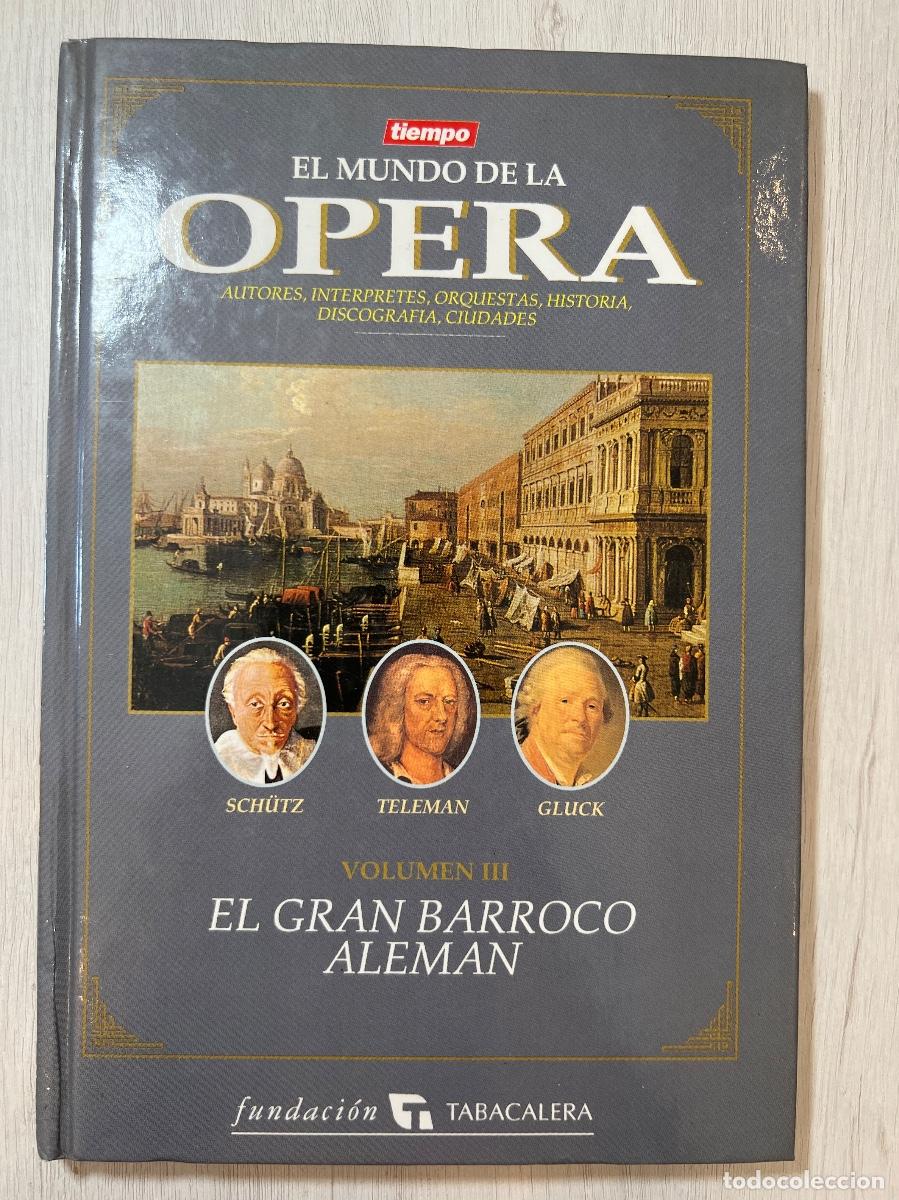 tiempo
EL MUNDO DE LA
OPERA
AUTORES, INTERPRETES, ORQUESTAS, HISTORIA,
DISCOGRAFIA, CIUDADES
SCHÜTZ
TELEMAN
GLUCK
VOLUMEN III
EL GRAN BARROCO
ALEMAN
fundación TABACALERA
todocoleccion